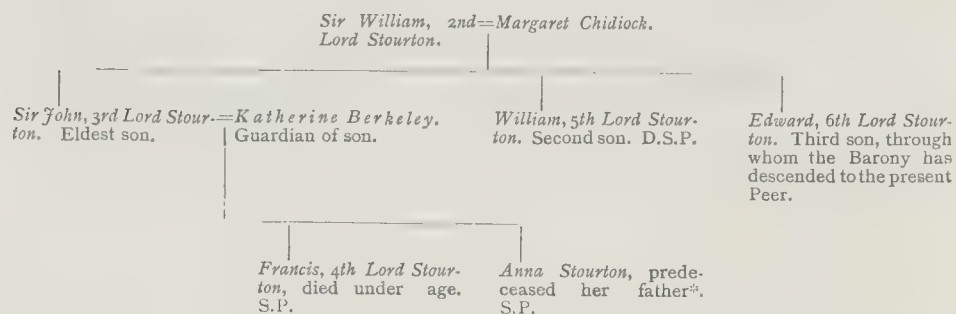 Sir William, 2nd=Margaret Chidiock.
Lord Stourton.
Sir John, 3rd Lord Stour-=Katherine Berkeley.
ton. Eldest son. Guardian of son.
William, 5th Lord Stour-
ton. Second son. D.S.P.
Edward, 6th Lord Stour-
ton. Third son, through
whom the Barony has
descended to the present
Peer.
Francis, 4th Lord Stour-
ton, died under age.
S.P.
Anna Stourton, prede-
ceased her father*.
S.P.